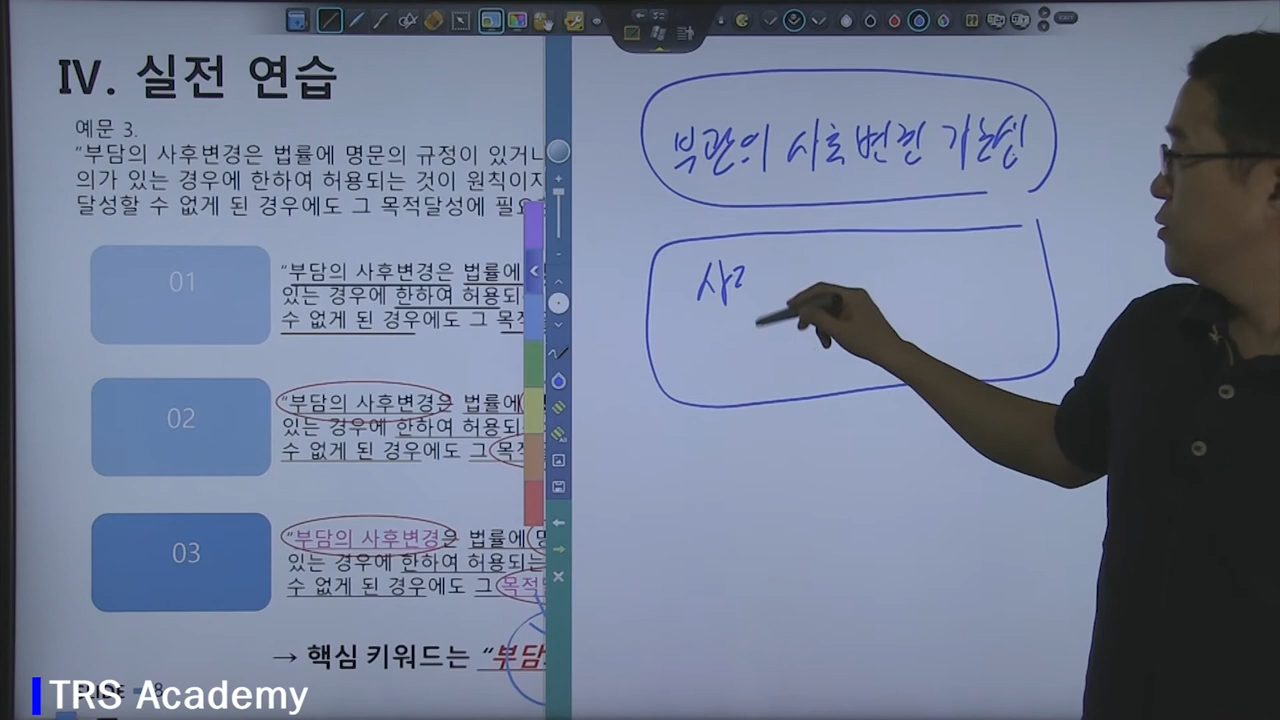 IV. 실전 연습
예문 3.
"부담의 사후변경은 법률에 명문의 규정이 있거나
의가 있는 경우에 한하여 허용되는 것이 원칙이지
달성할 수 없게 된 경우에도 그 목적달성에 필요
01
"부담의 사후변경은 법률에
있는 경우에 한하여 허용되
수 없게 된 경우에도 그 목적
02
"부담의 사후변경은 법률에
있는 경우에 한하여 허용되
수 없게 된 경우에도 그 목적
03
"부담의 사후변경은 법률에 명
있는 경우에 한하여 허용되는
수 없게 된 경우에도 그 목적
→ 핵심 키워드는 "부담
SLIDE - 8
TRS Academy
부관의 사후변경 가능성
사
EXIT